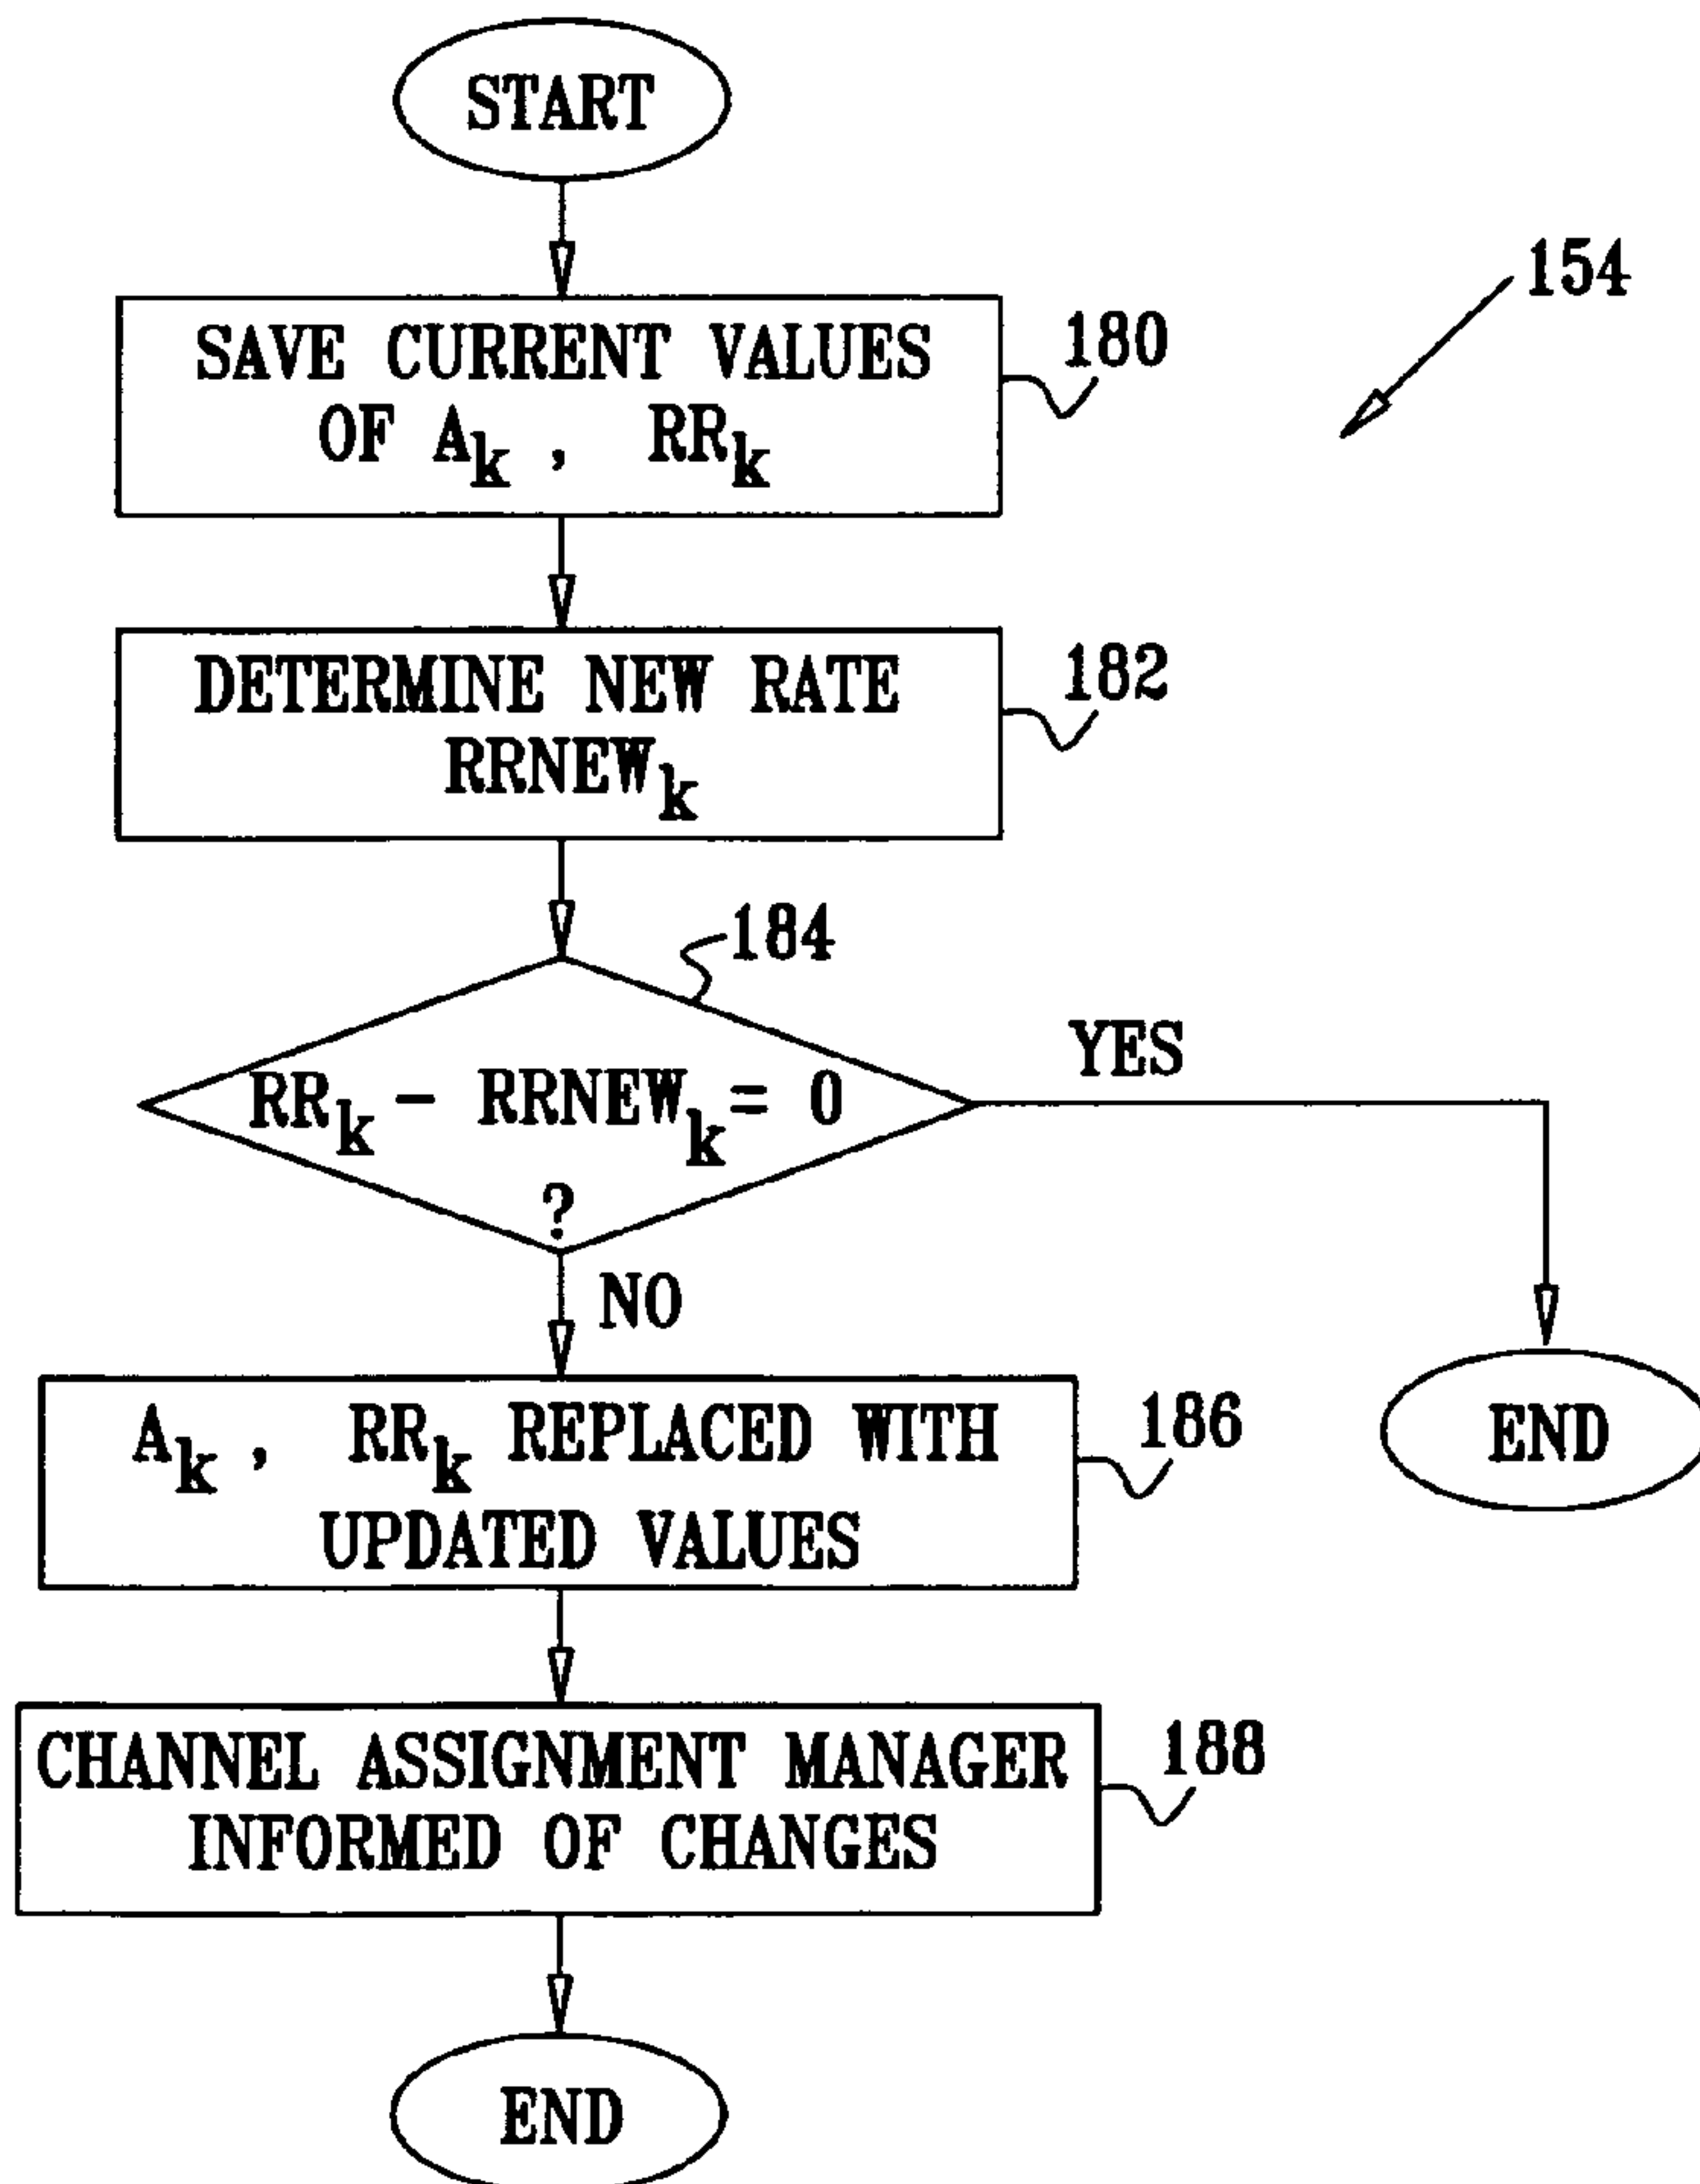 START
154
SAVE CURRENT VALUES
OF Aₖ , RRₖ
180
DETERMINE NEW RATE
RRNEWₖ
182
184
RRₖ - RRNEWₖ = 0
?
YES
NO
Aₖ , RRₖ REPLACED WITH
UPDATED VALUES
186
END
CHANNEL ASSIGNMENT MANAGER
INFORMED OF CHANGES
188
END